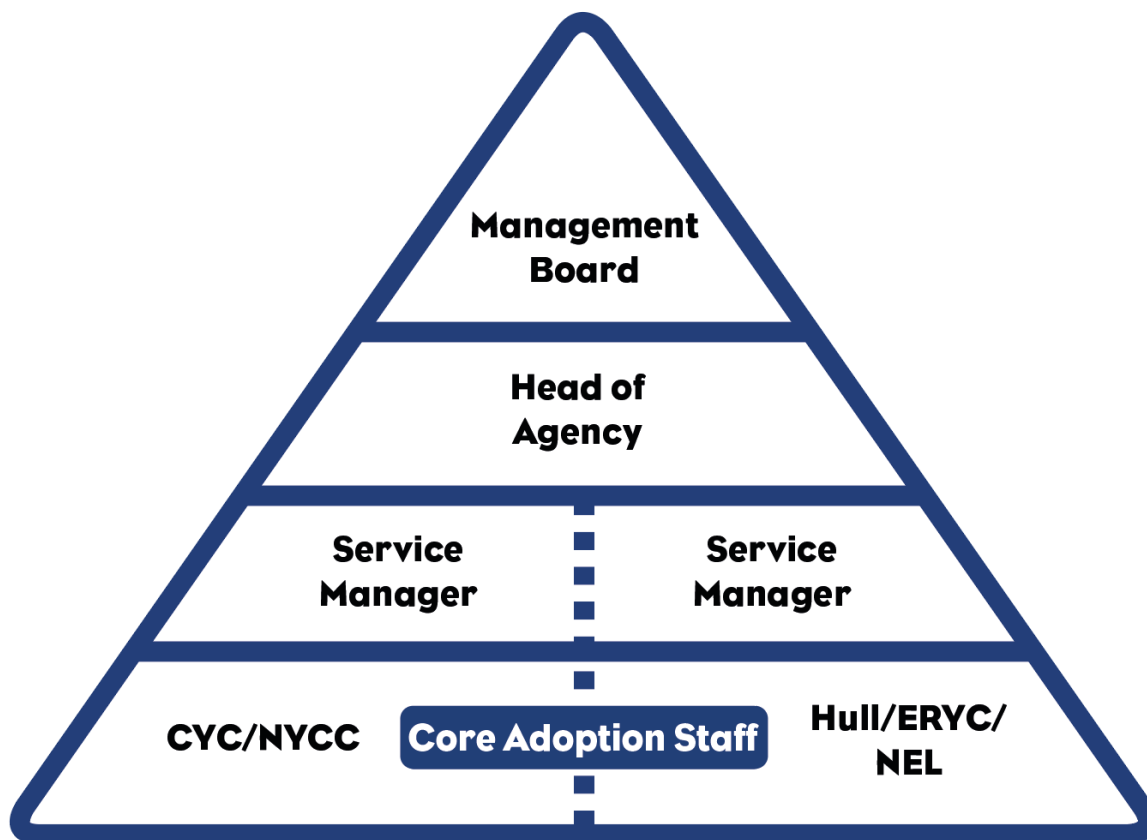 Management
Board
Head of
Agency
Service
Manager
Service
Manager
CYC/NYCC
Core Adoption Staff
Hull/ERYC/
NEL